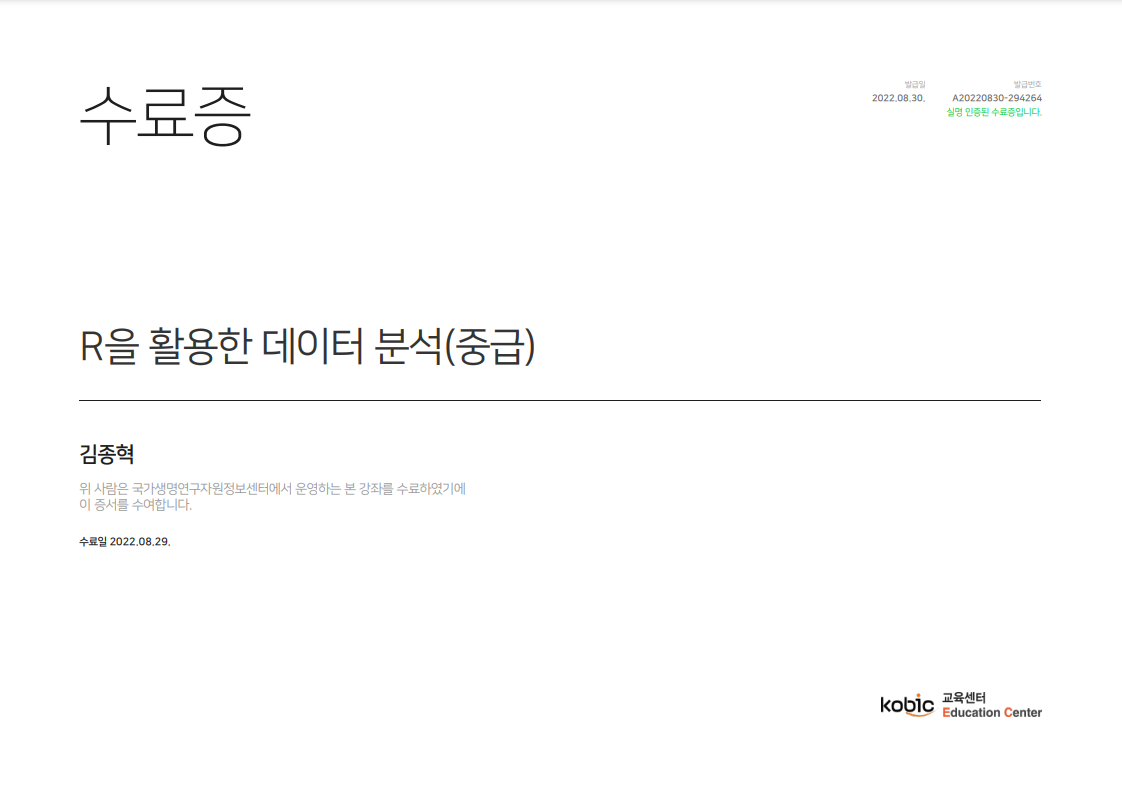 수료증
발급일
2022.08.30.
발급번호
A20220830-294264
실명 인증된 수료증입니다.
R을 활용한 데이터 분석(중급)
김종혁
위 사람은 국가생명연구자원정보센터에서 운영하는 본 강좌를 수료하였기에
이 증서를 수여합니다.
수료일 2022.08.29.
kobic 교육센터
Education Center